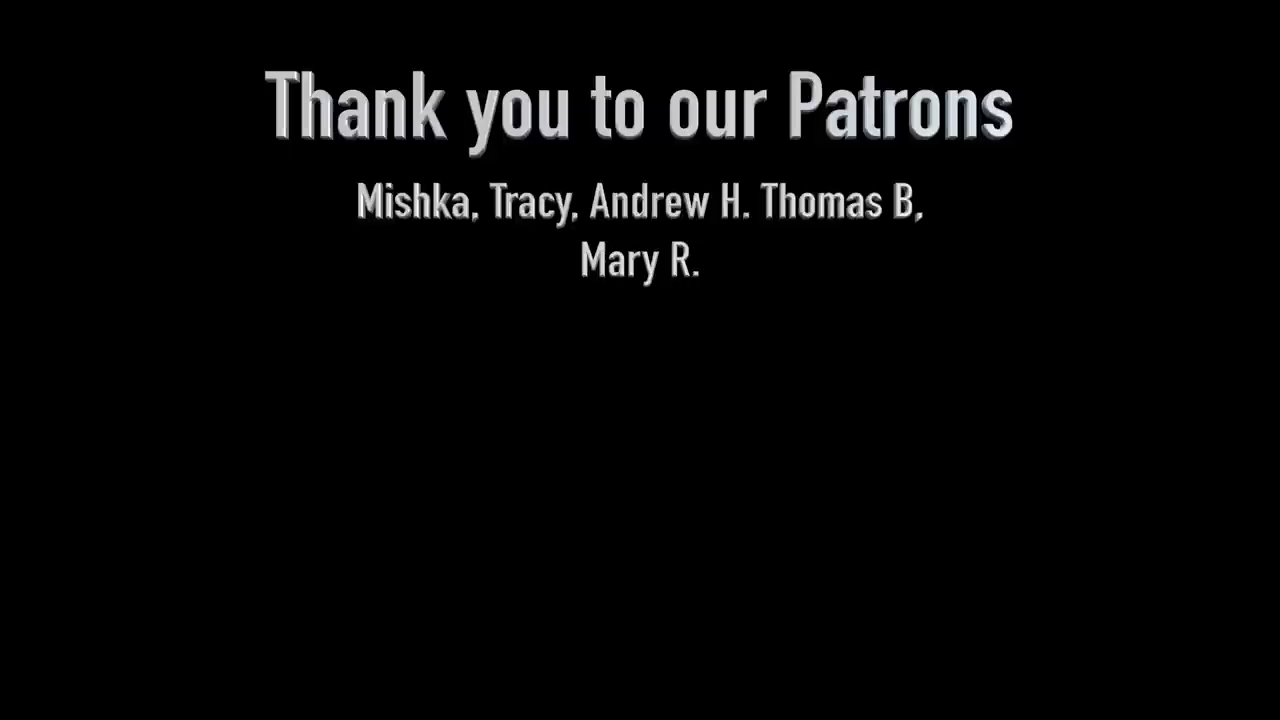 Thank you to our Patrons
Mishka, Tracy, Andrew H. Thomas B,
Mary R.